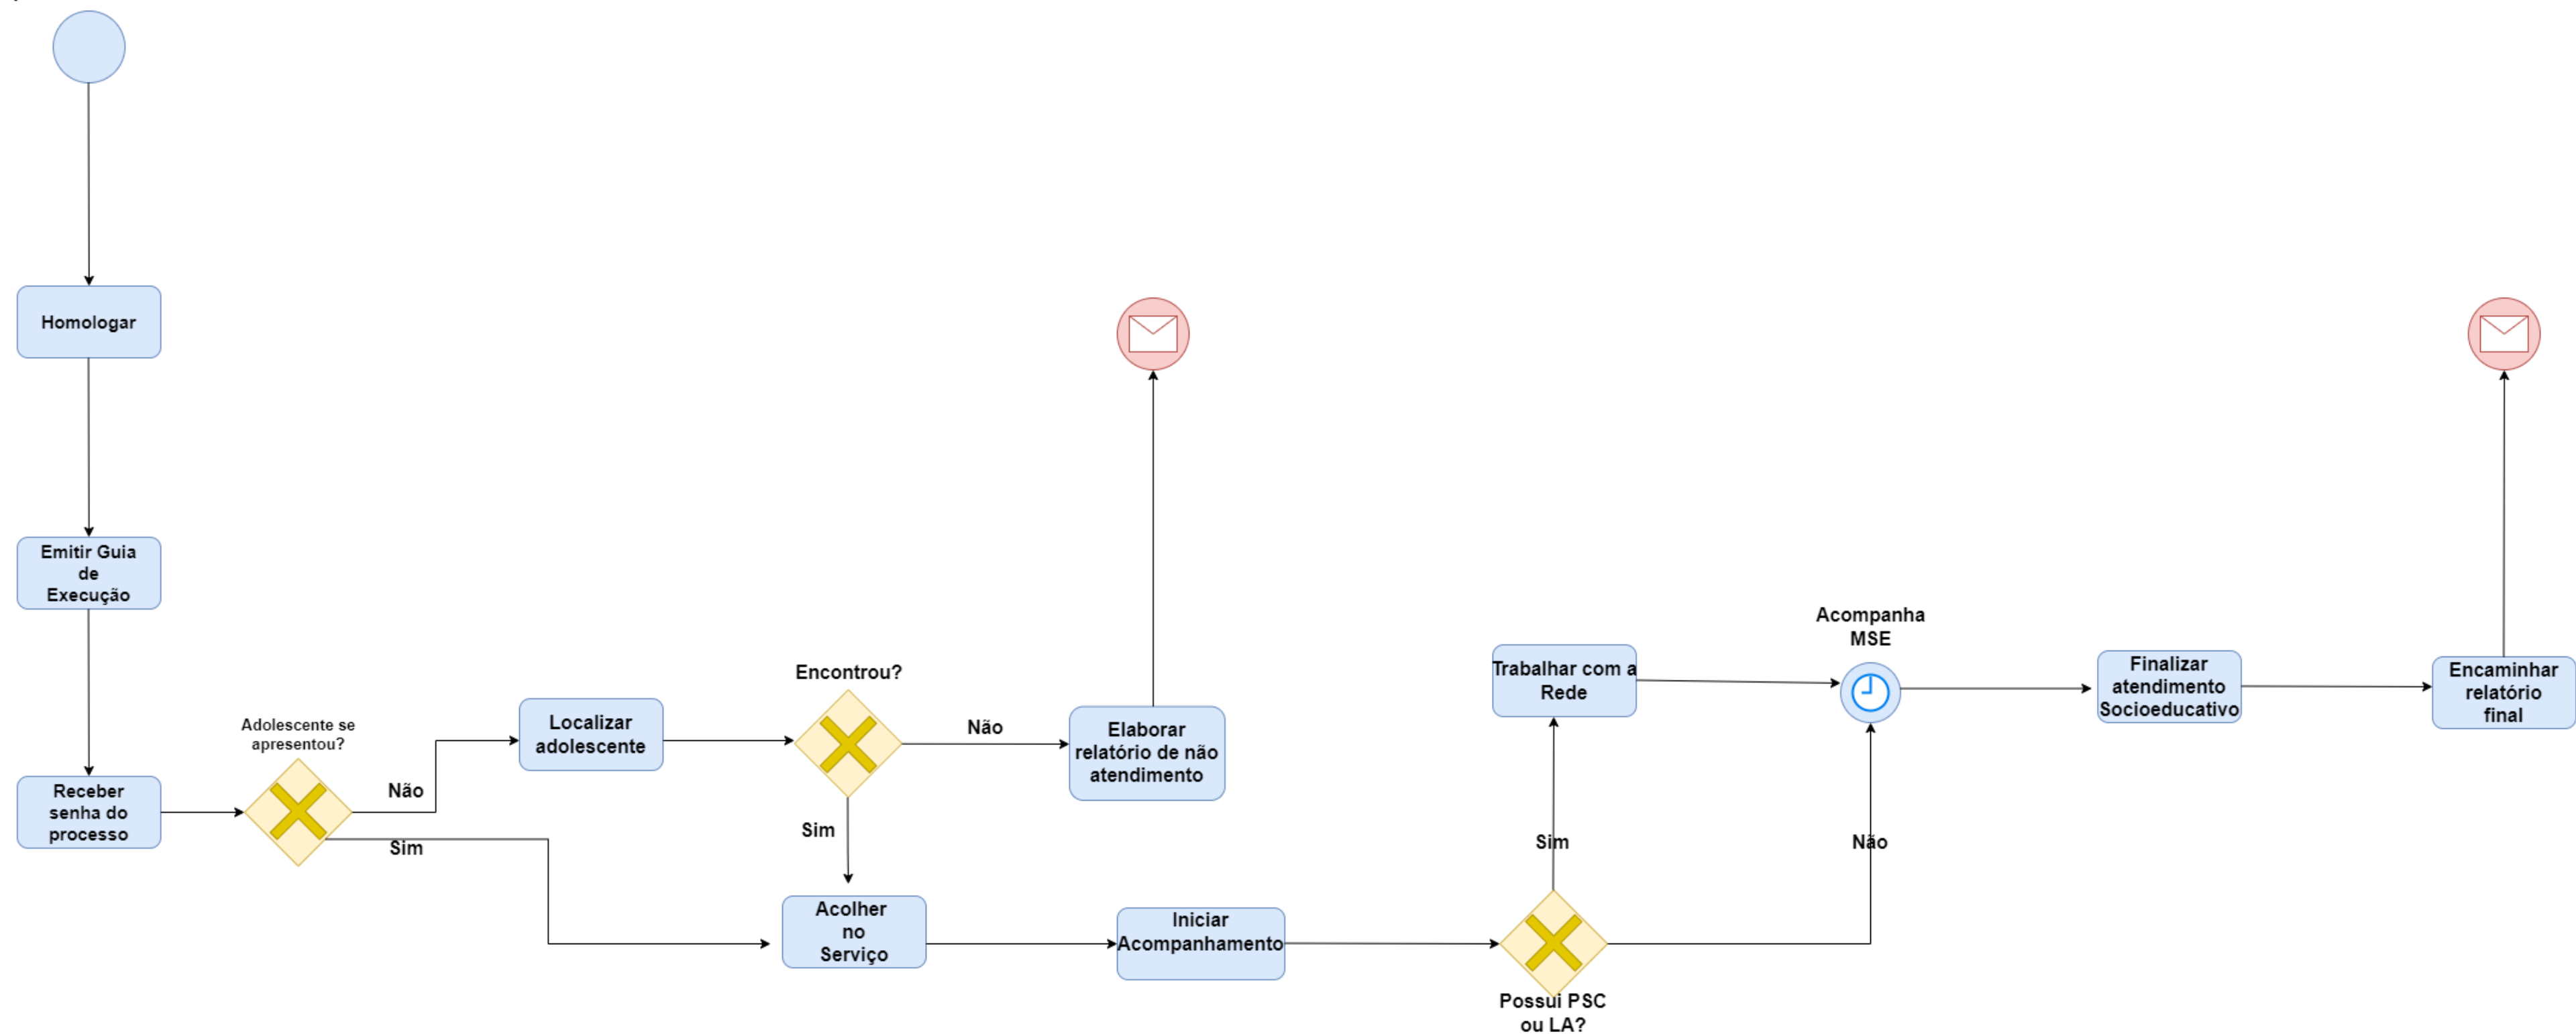 Homologar
Emitir Guia
de
Execução
Receber
senha do
processo
Adolescente se
apresentou?
Não
Sim
Localizar
adolescente
Encontrou?
Não
Sim
Elaborar
relatório de não
atendimento
Acolher
no
Serviço
Iniciar
Acompanhamento
Possui PSC
ou LA?
Sim
Não
Trabalhar com a
Rede
Acompanha
MSE
Finalizar
atendimento
Socioeducativo
Encaminhar
relatório
final